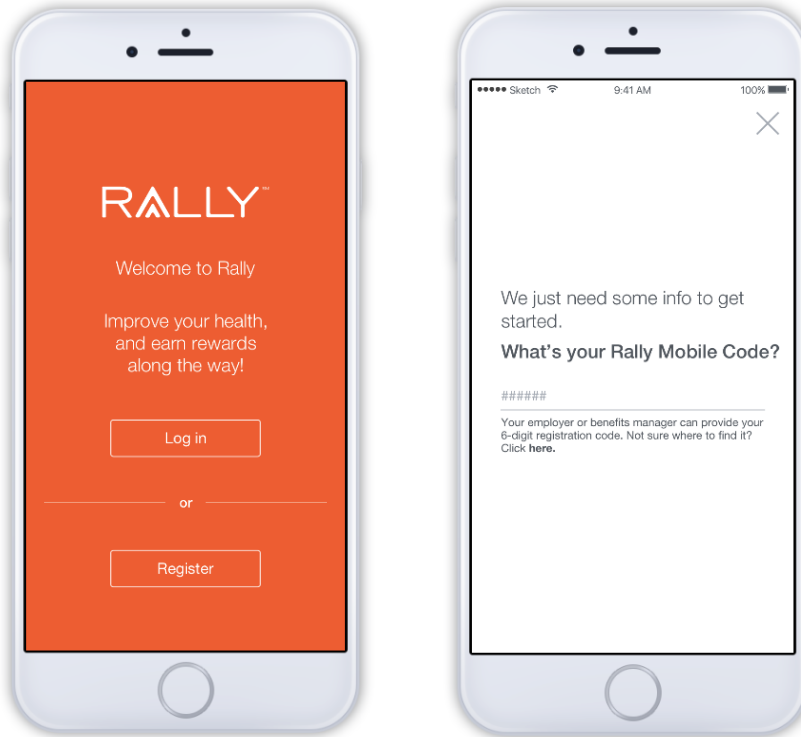 RALLY™
Welcome to Rally
Improve your health,
and earn rewards
along the way!
Log in
or
Register
Sketch
9:41 AM
100%
We just need some info to get
started.
What's your Rally Mobile Code?
######
Your employer or benefits manager can provide your
6-digit registration code. Not sure where to find it?
Click here.